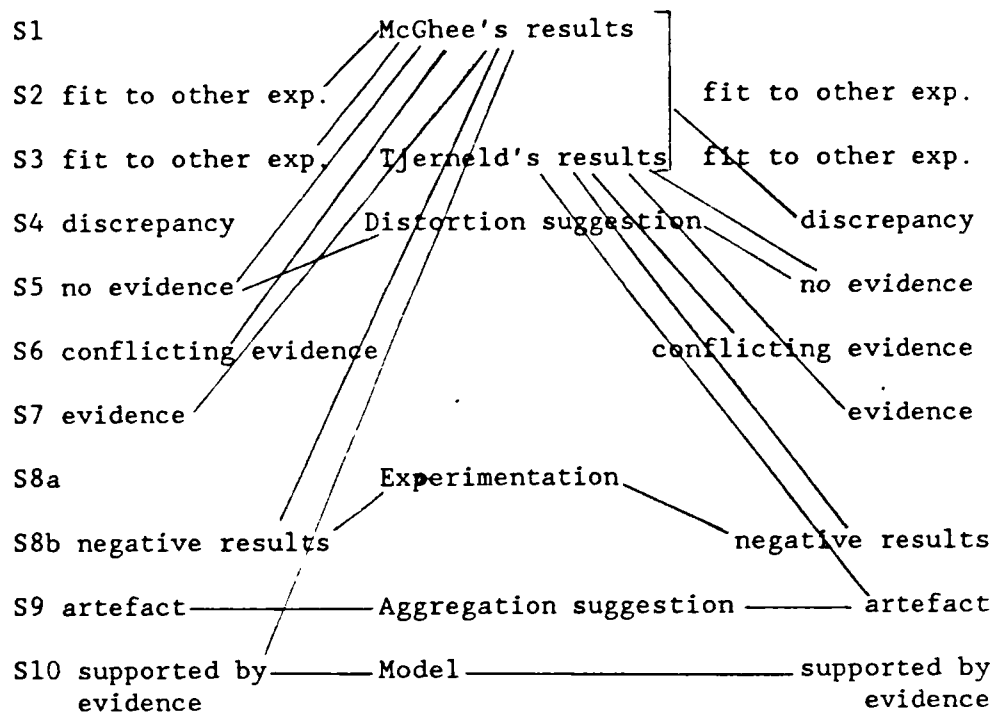 S1 McGhee's results
S2 fit to other exp. fit to other exp.
S3 fit to other exp. Tjerneld's results fit to other exp.
S4 discrepancy Distortion suggestion discrepancy
S5 no evidence no evidence
S6 conflicting evidence conflicting evidence
S7 evidence evidence
S8a Experimentation
S8b negative results negative results
S9 artefact Aggregation suggestion artefact
S10 supported by Model supported by
evidence evidence